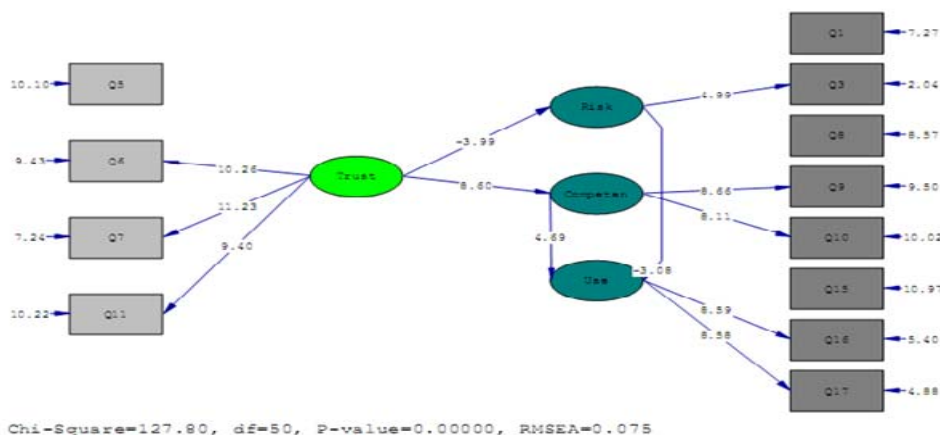 Q1
7.27
10.10
Q5
Q3
2.04
Risk
4.99
Q8
8.57
-3.99
9.43
Q6
10.26
Trust
8.60
Competen
8.66
Q9
9.50
11.23
8.11
7.24
Q7
4.69
Q10
10.02
9.40
-3.08
Use
Q15
10.97
10.22
Q11
8.59
Q16
5.40
8.58
Q17
4.88
Chi-Square=127.80, df=50, P-value=0.00000, RMSEA=0.075